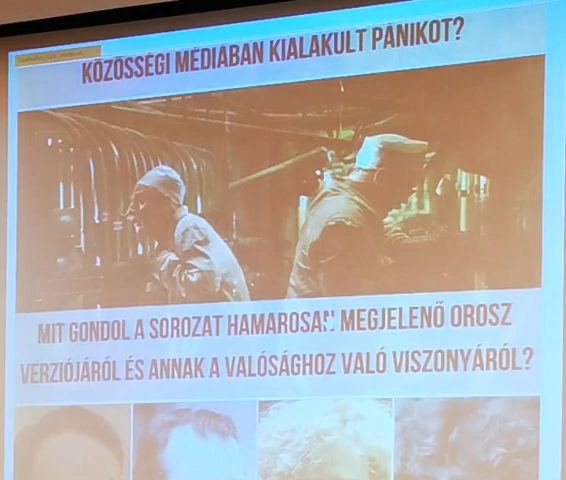 KÖZÖSSÉGI MÉDIÁBAN KIALAKULT PÁNIKOT?
MIT GONDOL A SOROZAT HAMAROSAN MEGJELENŐ OROSZ
VERZIÓJÁRÓL ÉS ANNAK A VALÓSÁGHOZ VALÓ VISZONYÁRÓL?